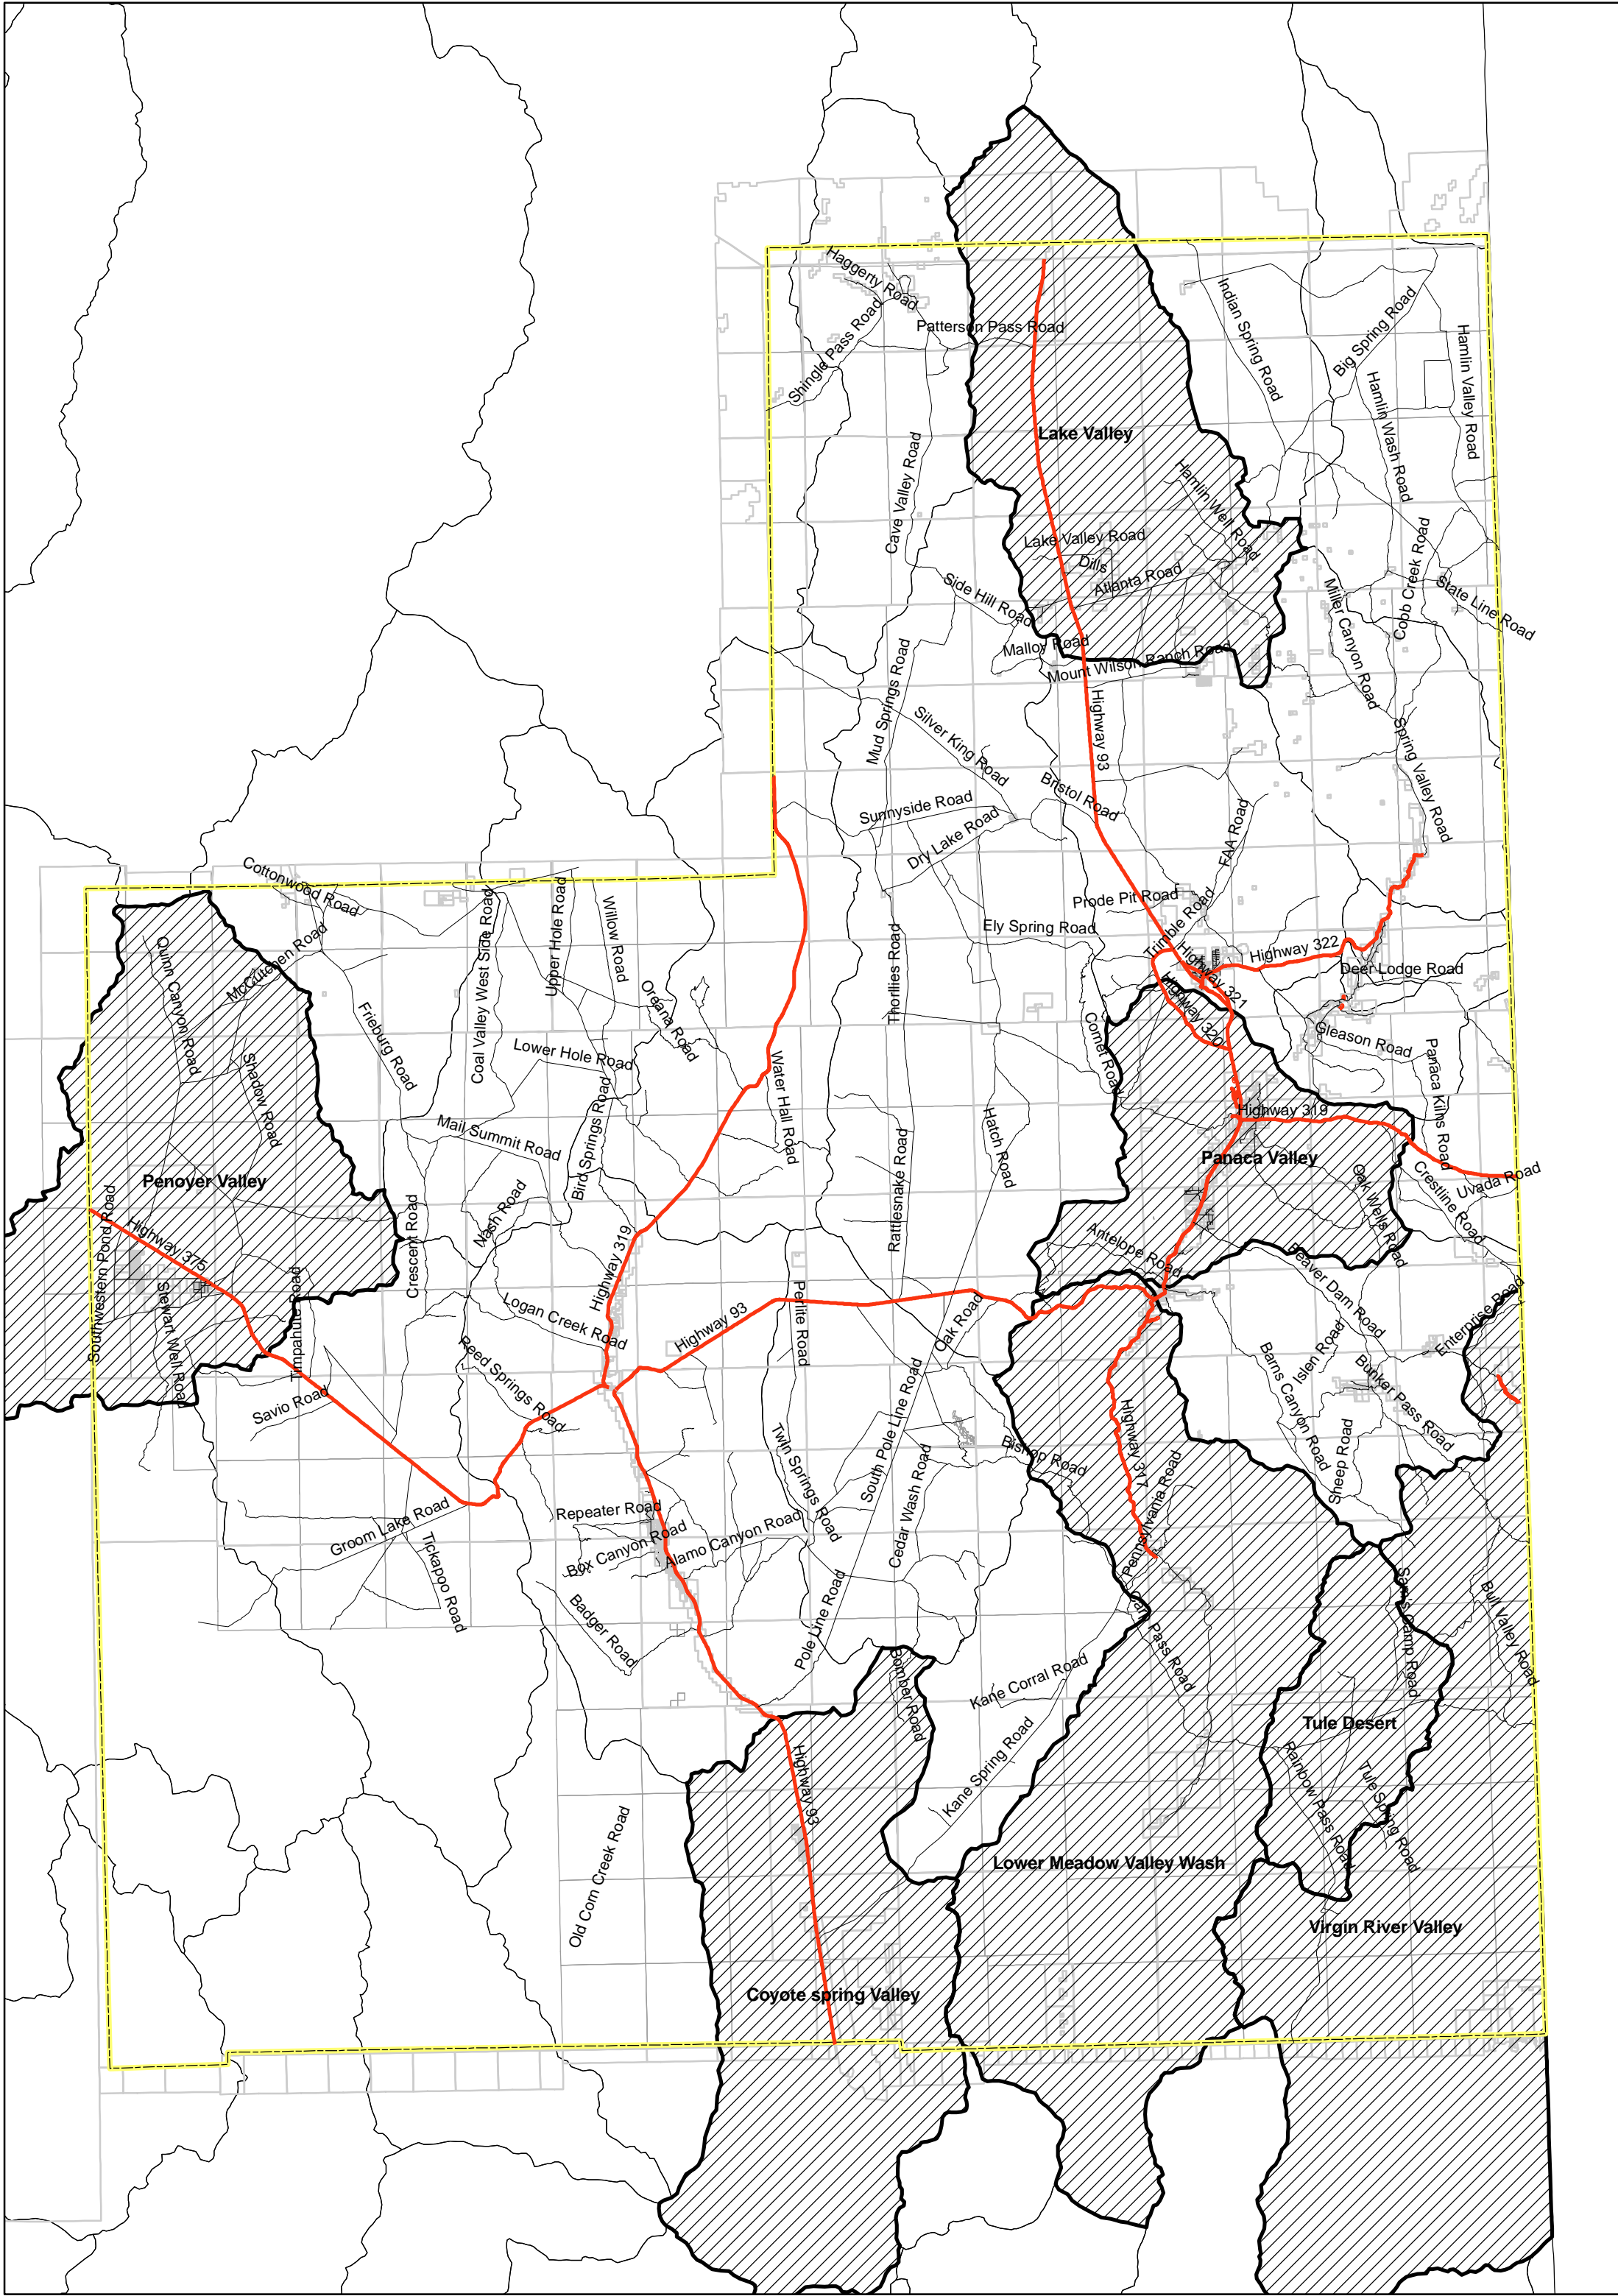 Haggerty Road
Shingle Pass Road
Patterson Pass Road
Indian Spring Road
Big Spring Road
Hamlin Valley Road
Hamlin Wash Road
Lake Valley
Cave Valley Road
Hamlin Well Road
Lake Valley Road
Dills
Atlanta Road
Side Hill Road
Malloy Road
Mount Wilson Ranch Road
Miller Canyon Road
Cobb Creek Road
State Line Road
Mud Springs Road
Silver King Road
Highway 93
Spring Valley Road
Bristol Road
Sunnyside Road
Dry Lake Road
FAA Road
Cottonwood Road
Prode Pit Road
Ely Spring Road
Trimble Road
Highway 322
Highway 321
Highway 320
Deer Lodge Road
Gleason Road
Quinn Canyon Road
McCutchen Road
Coal Valley West Side Road
Upper Hole Road
Willow Road
Oreana Road
Thorllies Road
Frieburg Road
Lower Hole Road
Shadow Road
Comet Road
Panaca Kilns Road
Water Hall Road
Bird Springs Road
Mail Summit Road
Hatch Road
Highway 319
Rattlesnake Road
Panaca Valley
Penoyer Valley
Oak Wells Road
Crestline Road
Uvada Road
Southwestern Pond Road
Highway 375
Crescent Road
Nash Road
Highway 319
Antelope Road
Beaver Dam Road
Stewart Well Road
Timpahute Road
Logan Creek Road
Highway 93
Perlite Road
Oak Road
Enterprise Road
Islen Road
Barns Canyon Road
Bunker Pass Road
Reed Springs Road
Savio Road
South Pole Line Road
Twin Springs Road
Cedar Wash Road
Bishop Road
Highway 317
Sheep Road
Pennsylvania Road
Groom Lake Road
Tickapoo Road
Repeater Road
Box Canyon Road
Alamo Canyon Road
Badger Road
Pole Line Road
Pass Road
Sam's Camp Road
Bull Valley Road
Bomber Road
Kane Corral Road
Kane Spring Road
Tule Desert
Highway 93
Rainbow Pass Road
Tule Spring Road
Old Corn Creek Road
Lower Meadow Valley Wash
Virgin River Valley
Coyote spring Valley